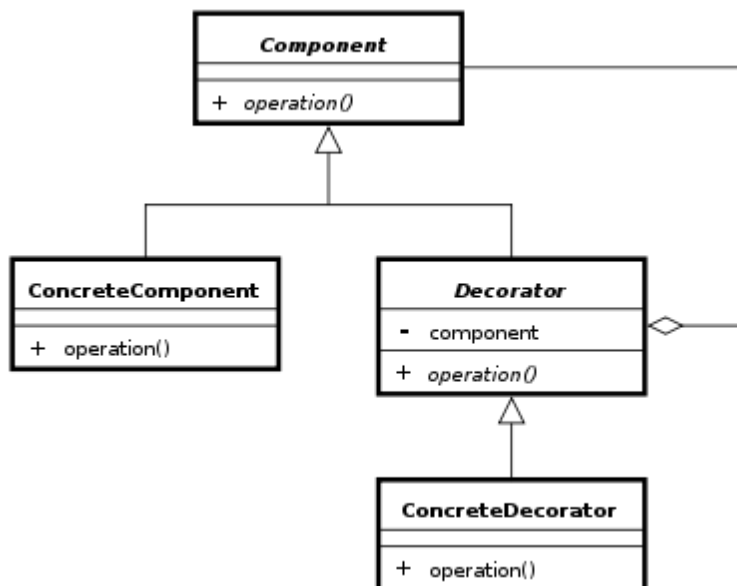 Component
+ operation()
ConcreteComponent
+ operation()
Decorator
- component
+ operation()
ConcreteDecorator
+ operation()